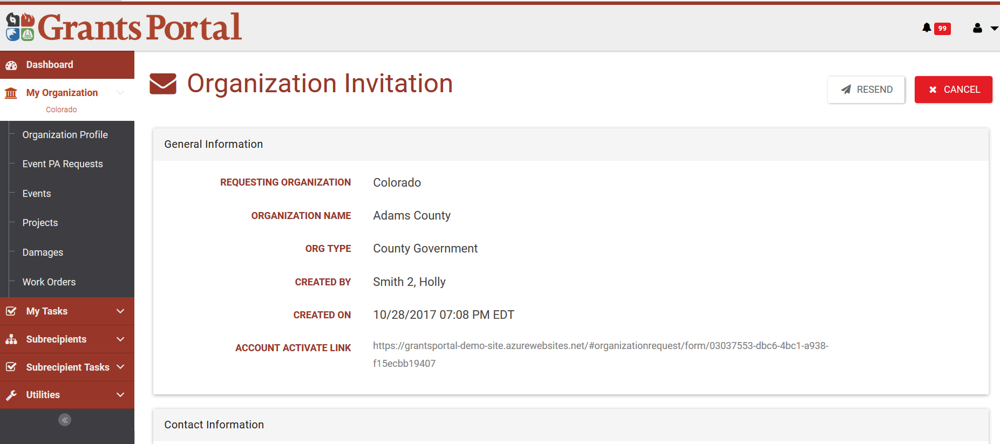 Grants Portal
99
Dashboard
My Organization
Colorado
Organization Profile
Event PA Requests
Events
Projects
Damages
Work Orders
My Tasks
Subrecipients
Subrecipient Tasks
Utilities
Organization Invitation
RESEND
CANCEL
General Information
REQUESTING ORGANIZATION Colorado
ORGANIZATION NAME Adams County
ORG TYPE County Government
CREATED BY Smith 2, Holly
CREATED ON 10/28/2017 07:08 PM EDT
ACCOUNT ACTIVATE LINK https://grantsportal-demo-site.azurewebsites.net/#organizationrequest/form/03037553-dbc6-4bc1-a938-
f15ecbb19407
Contact Information